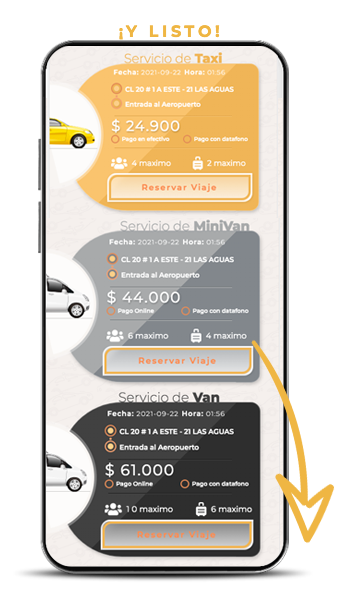 ¡Y LISTO!
Servicio de Taxi
Fecha: 2021-09-22 Hora: 01:56
CL 20 # 1 A ESTE - 21 LAS AGUAS
Entrada al Aeropuerto
$ 24.900
Pago en efectivo Pago con datafono
4 maximo 2 maximo
Reservar Viaje
Servicio de MiniVan
Fecha: 2021-09-22 Hora: 01:56
CL 20 # 1 A ESTE - 21 LAS AGUAS
Entrada al Aeropuerto
$ 44.000
Pago Online Pago con datafono
6 maximo 4 maximo
Reservar Viaje
Servicio de Van
Fecha: 2021-09-22 Hora: 01:56
CL 20 # 1 A ESTE - 21 LAS AGUAS
Entrada al Aeropuerto
$ 61.000
Pago Online Pago con datafono
10 maximo 6 maximo
Reservar Viaje